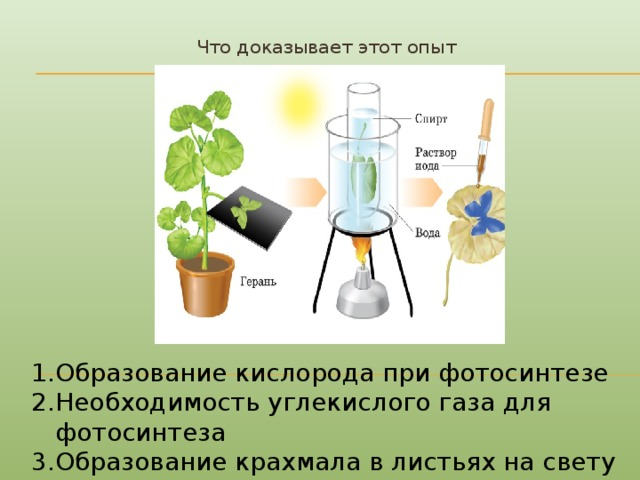 Что доказывает этот опыт
Спирт
Раствор
иода
Вода
Герань
1.Образование кислорода при фотосинтезе
2.Необходимость углекислого газа для
фотосинтеза
3.Образование крахмала в листьях на свету